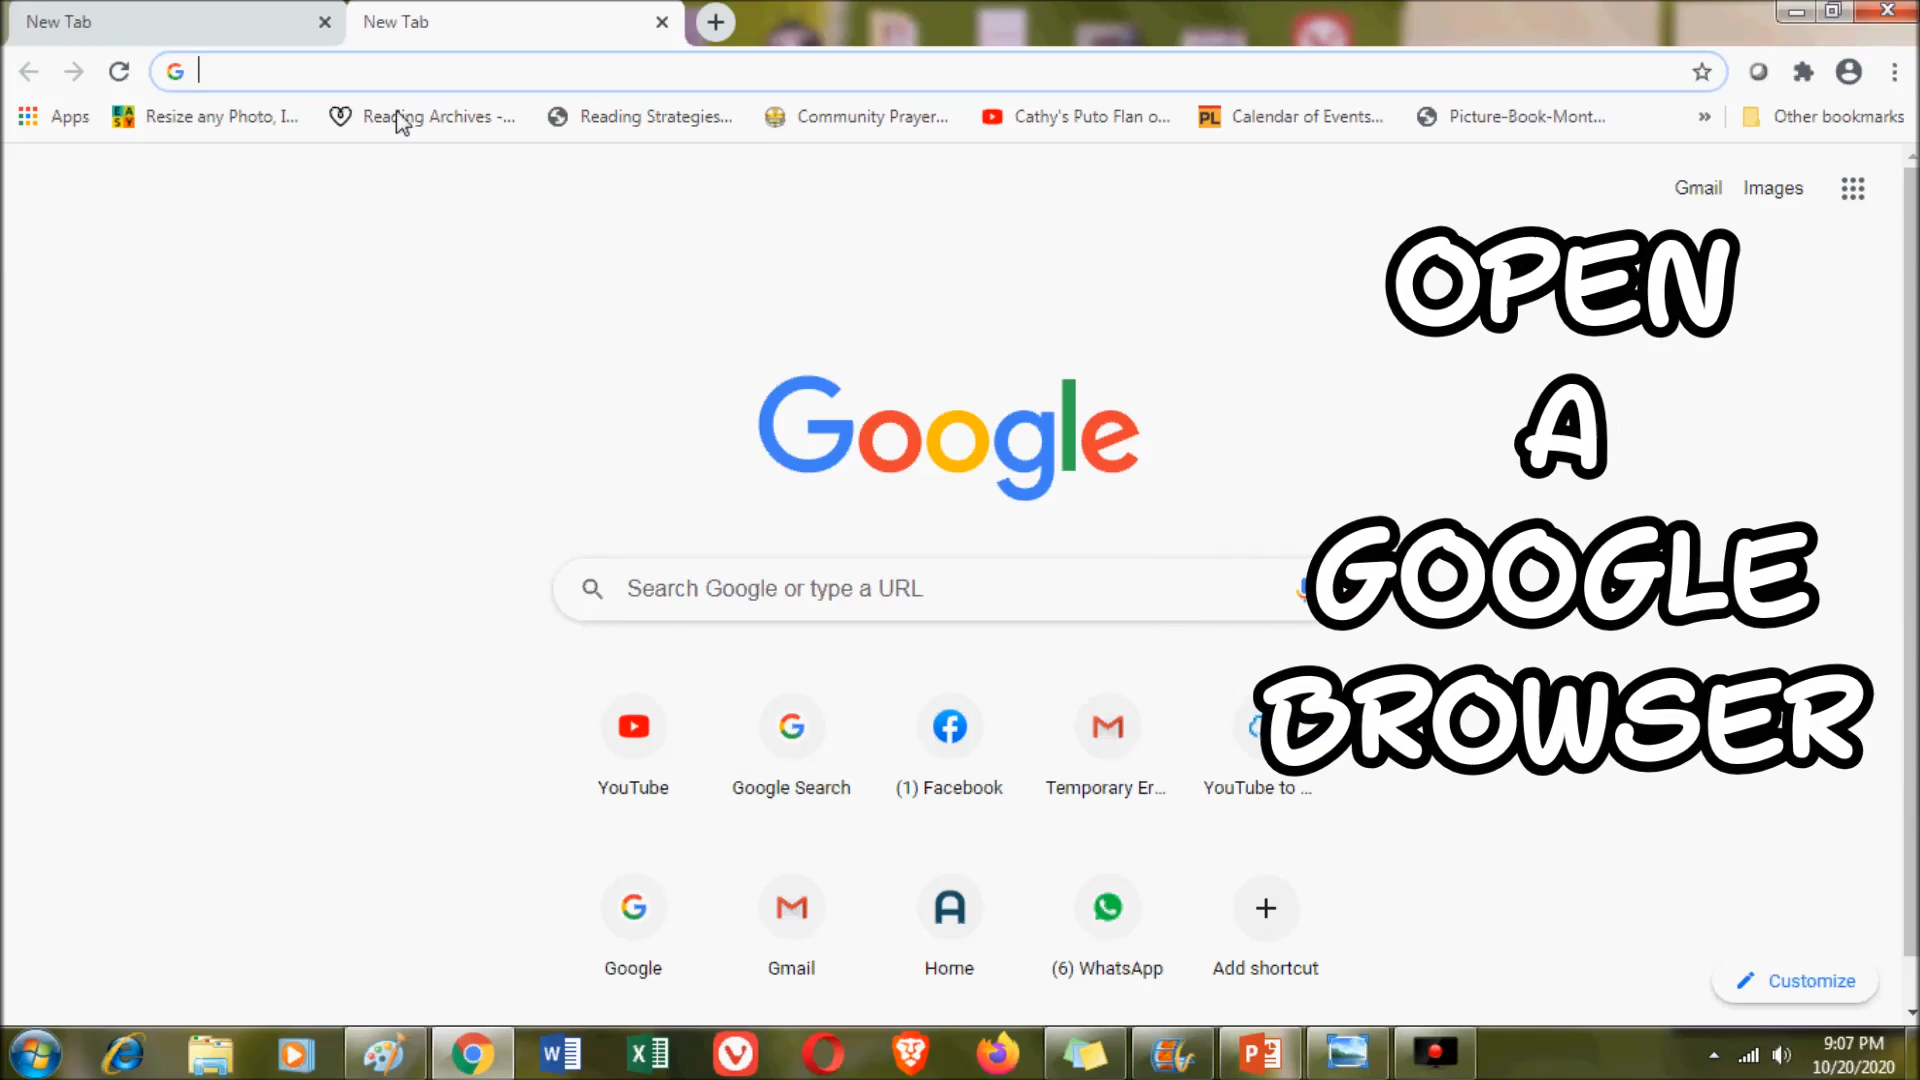 New Tab
New Tab
Apps
Resize any Photo, I...
Reading Archives -...
Reading Strategies...
Community Prayer...
Cathy's Puto Flan o...
PL Calendar of Events...
Picture-Book-Mont...
Other bookmarks
Gmail Images
OPEN
A
GOOGLE
BROWSER
Google
Search Google or type a URL
YouTube
Google Search
(1) Facebook
Temporary Er...
YouTube to ...
Google
Gmail
Home
(6) WhatsApp
Add shortcut
Customize
9:07 PM
10/20/2020